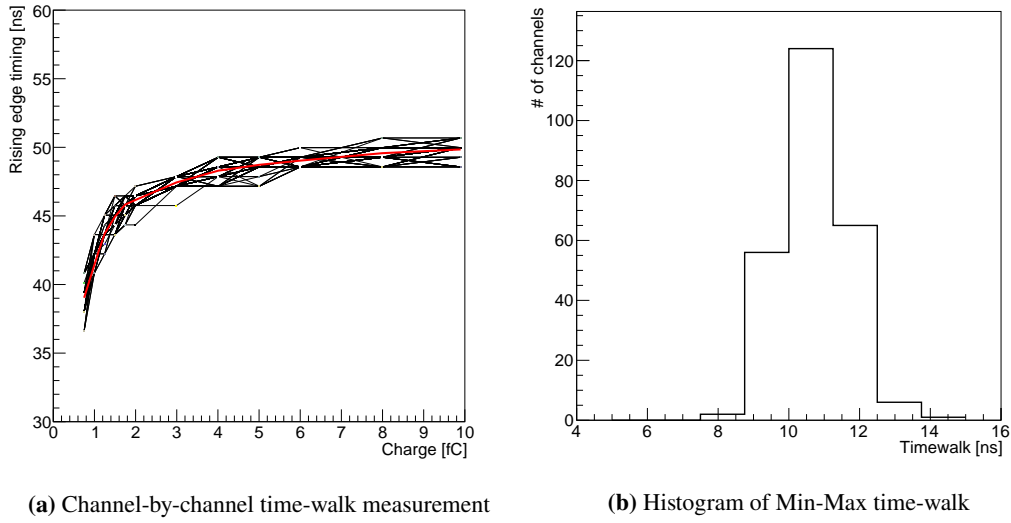 Rising edge timing [ns]
60
55
50
45
40
35
30
0 1 2 3 4 5 6 7 8 9 10
Charge [fC]
# of channels
120
100
80
60
40
20
0
4 6 8 10 12 14 16
Timewalk [ns]
(a) Channel-by-channel time-walk measurement
(b) Histogram of Min-Max time-walk